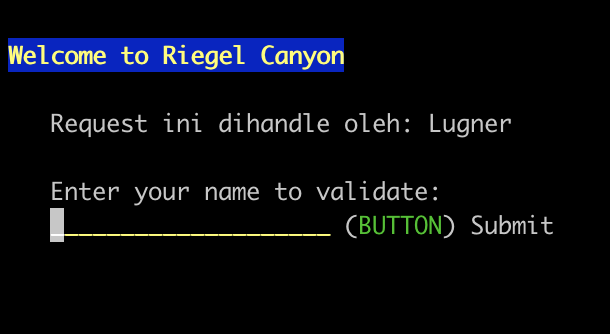 Welcome to Riegel Canyon
Request ini dihandle oleh: Lugner
Enter your name to validate:
____________________ (BUTTON) Submit